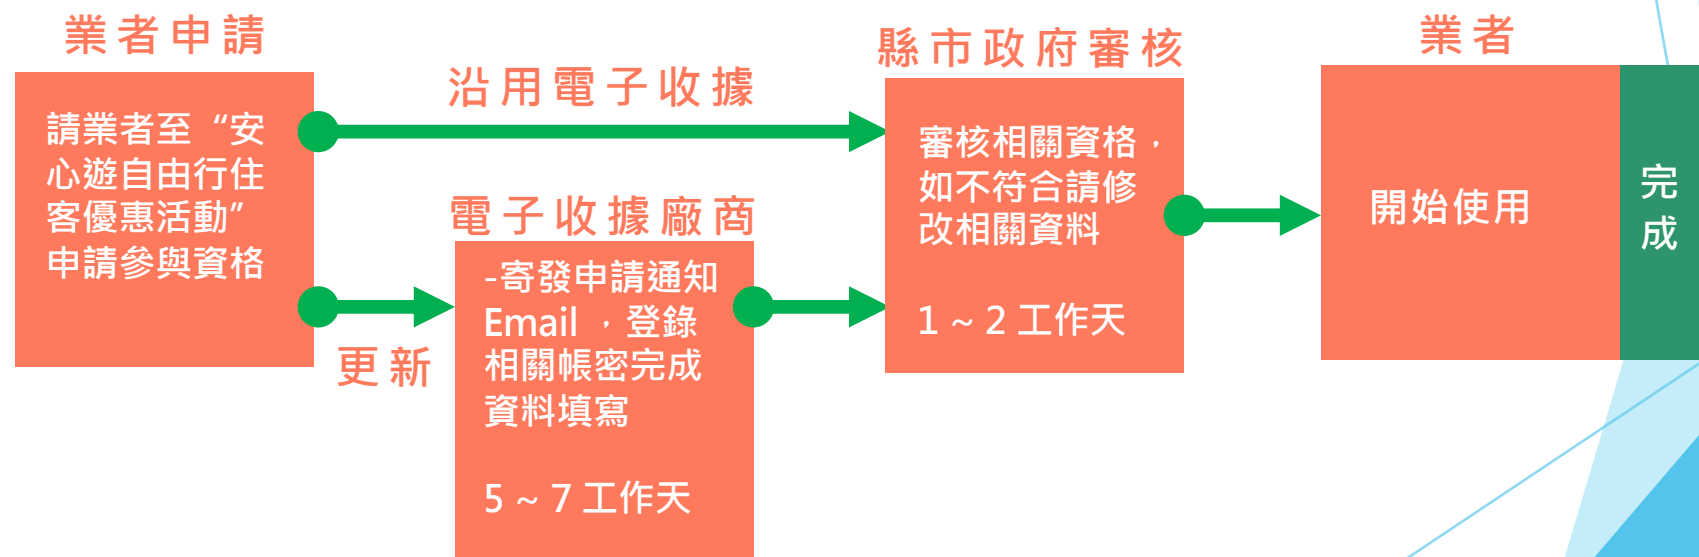 業者申請
請業者至“安
心遊自由行住
客優惠活動”
申請參與資格
沿用電子收據
更新
電子收據廠商
-寄發申請通知
Email ，登錄
相關帳密完成
資料填寫
5 ~ 7 工作天
縣市政府審核
審核相關資格，
如不符合請修
改相關資料
1 ~ 2 工作天
業者
開始使用
完
成